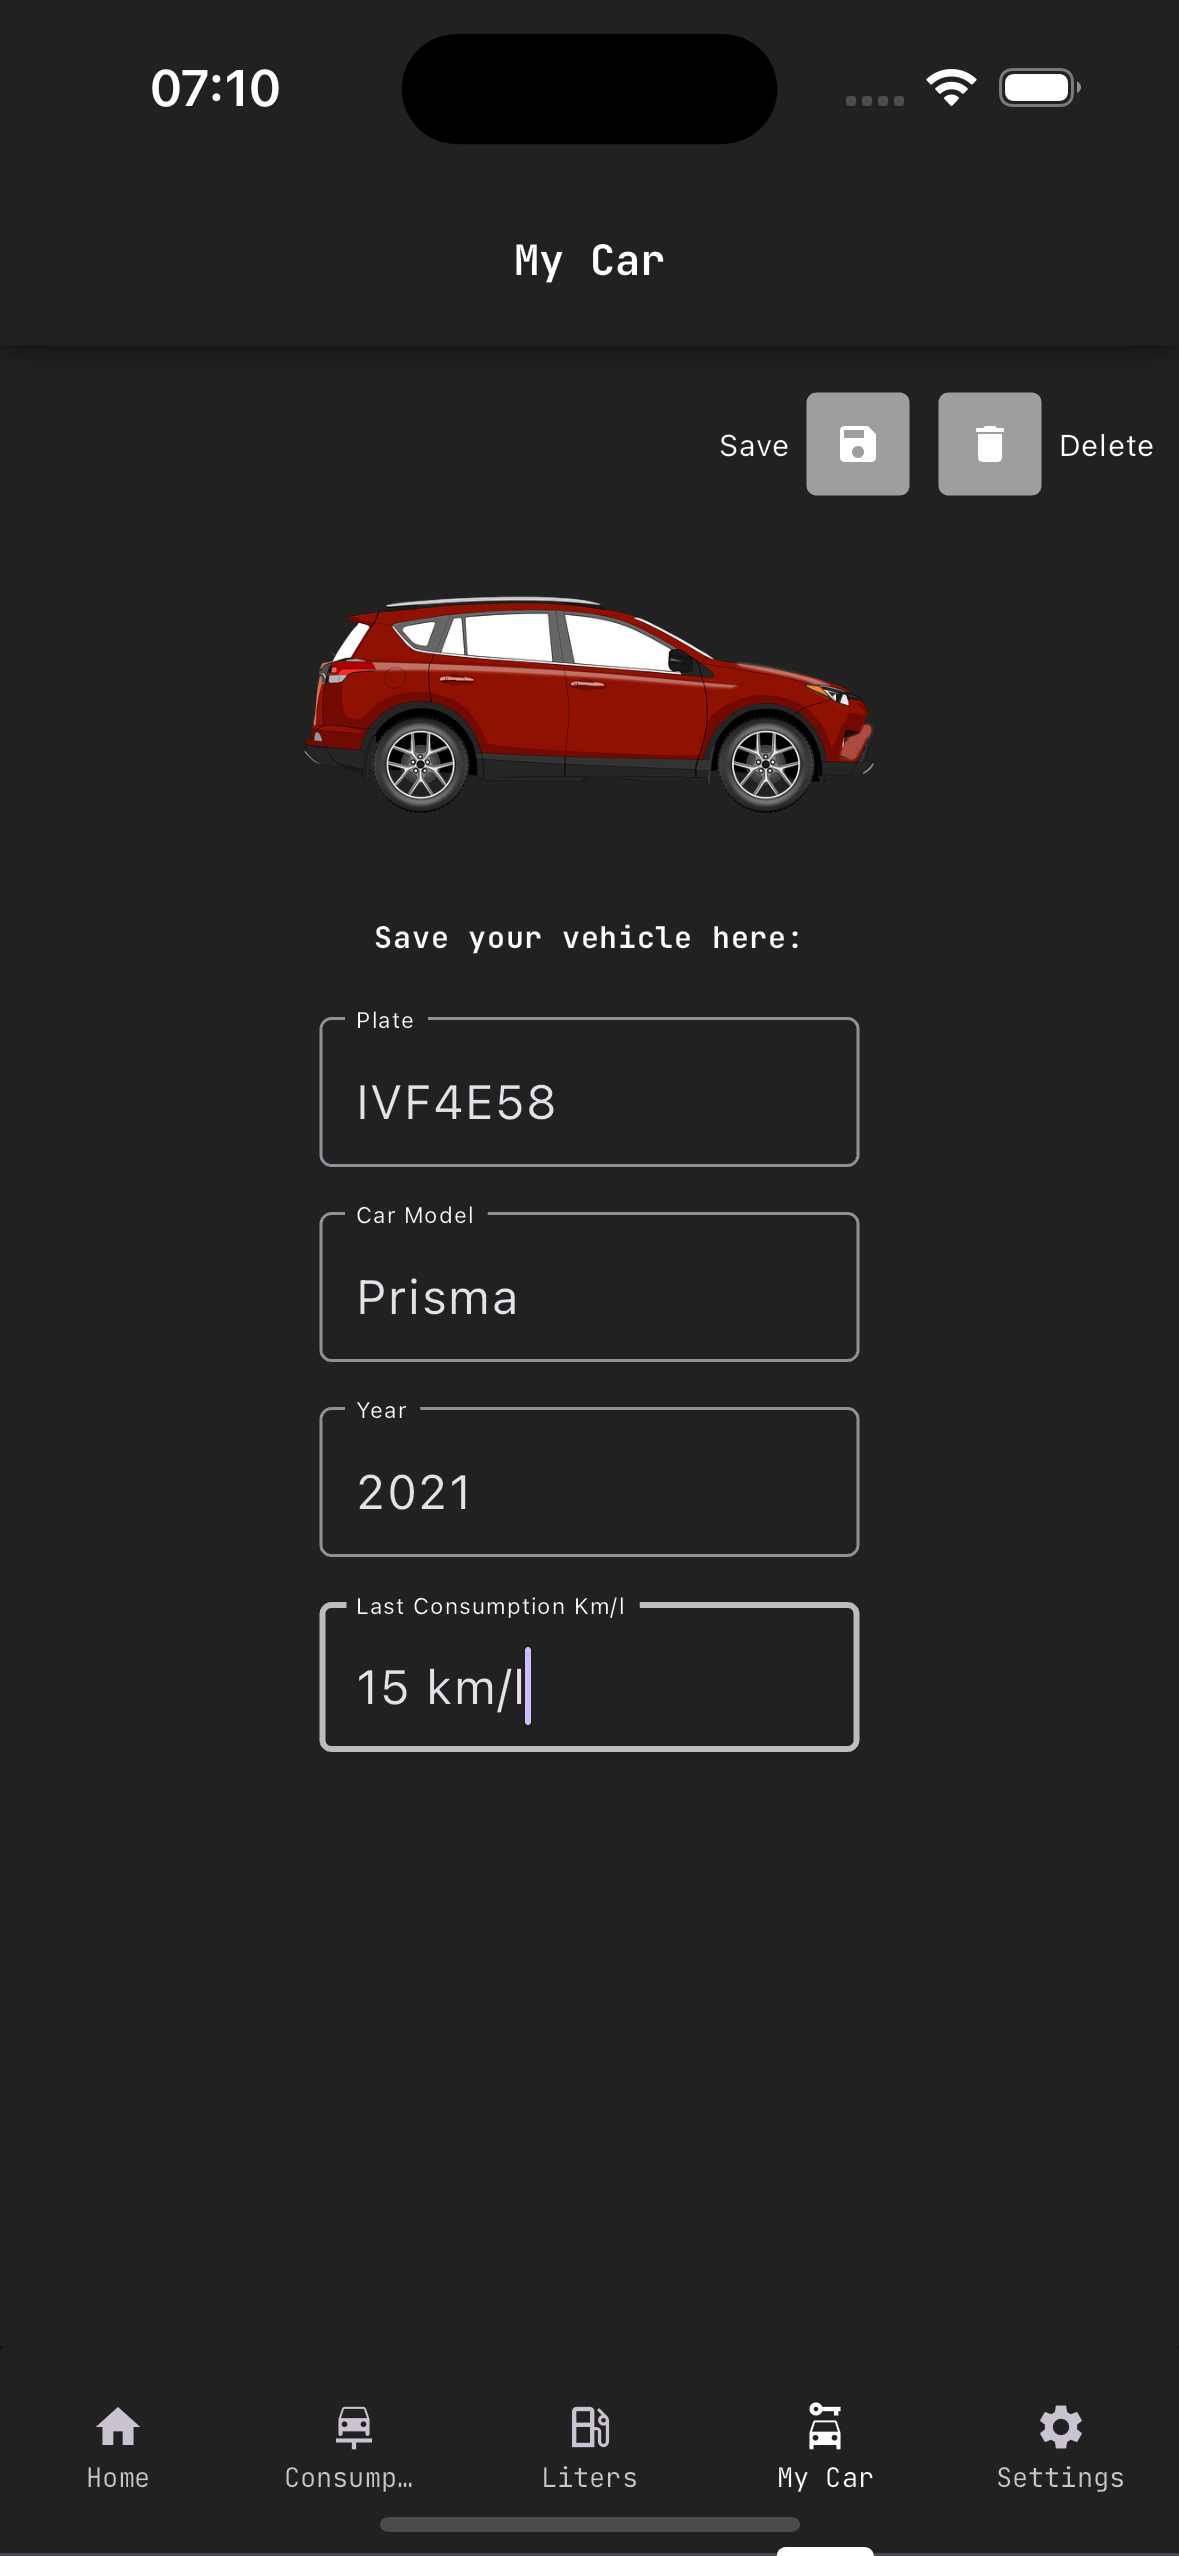 07:10
My Car
Save
Delete
Save your vehicle here:
Plate
IVF4E58
Car Model
Prisma
Year
2021
Last Consumption Km/l
15 km/l
Home
Consump…
Liters
My Car
Settings